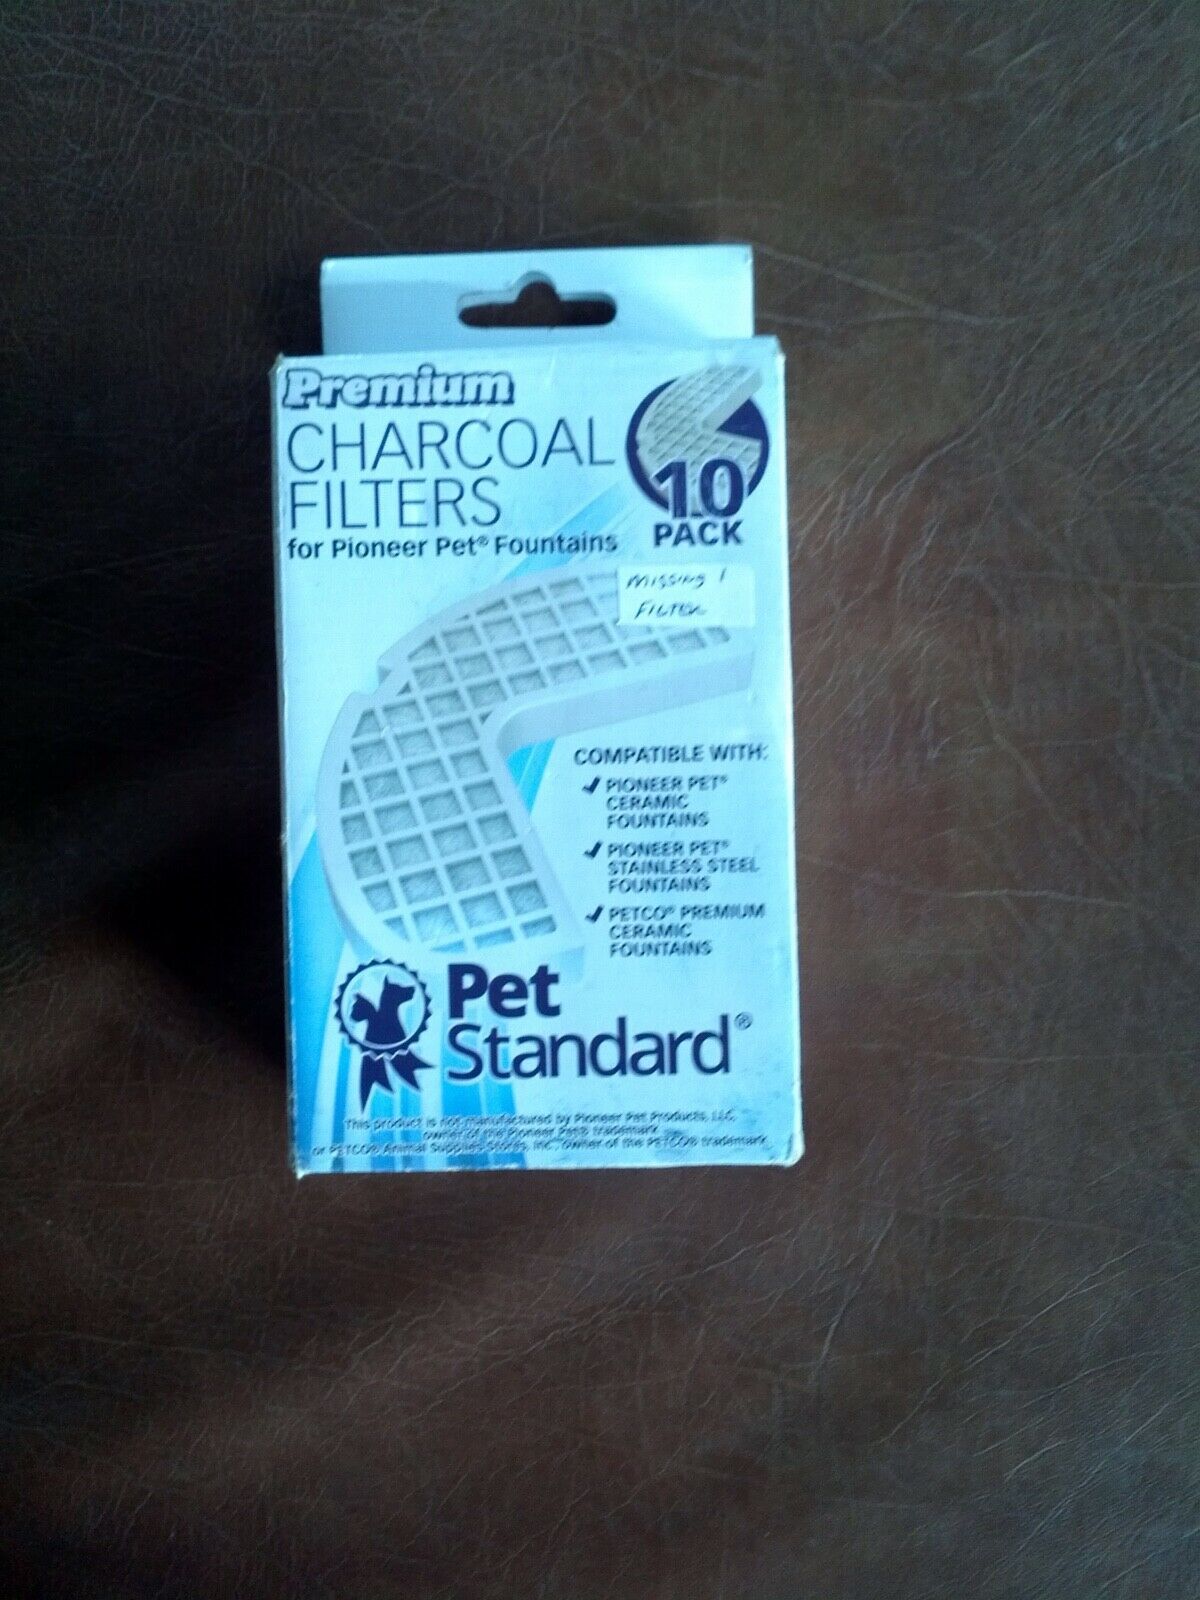 Premium
CHARCOAL
FILTERS
for Pioneer Pet® Fountains
10
PACK
Missing 1
Filter
COMPATIBLE WITH:
✓ PIONEER PET®
CERAMIC
FOUNTAINS
✓ PIONEER PET®
STAINLESS STEEL
FOUNTAINS
✓ PETCO® PREMIUM
CERAMIC
FOUNTAINS
Pet
Standard®
This product is not manufactured by Pioneer Pet Products, LLC,
owner of the Pioneer Pet® trademark
or PETCO® Animal Supplies Stores, Inc., owner of the PETCO® trademark